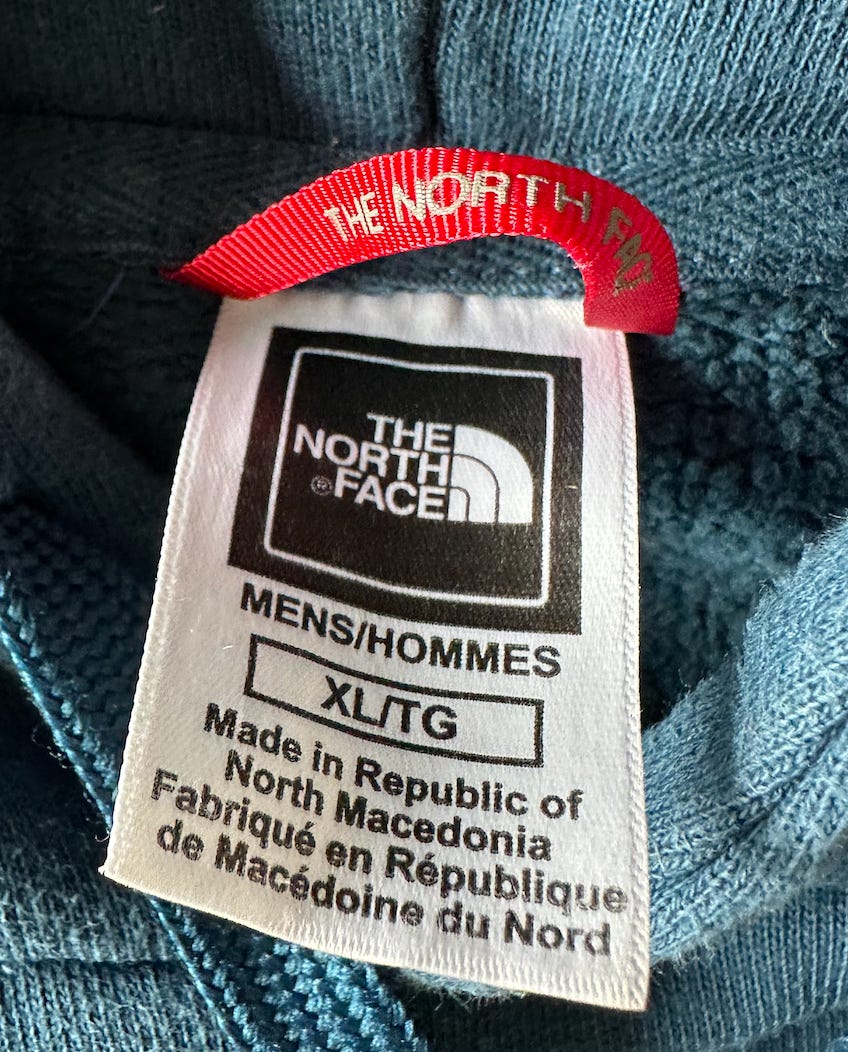 THE NORTH FACE
THE
NORTH
®FACE
MENS/HOMMES
XL/TG
Made in Republic of
North Macedonia
Fabriqué en République
de Macédoine du Nord